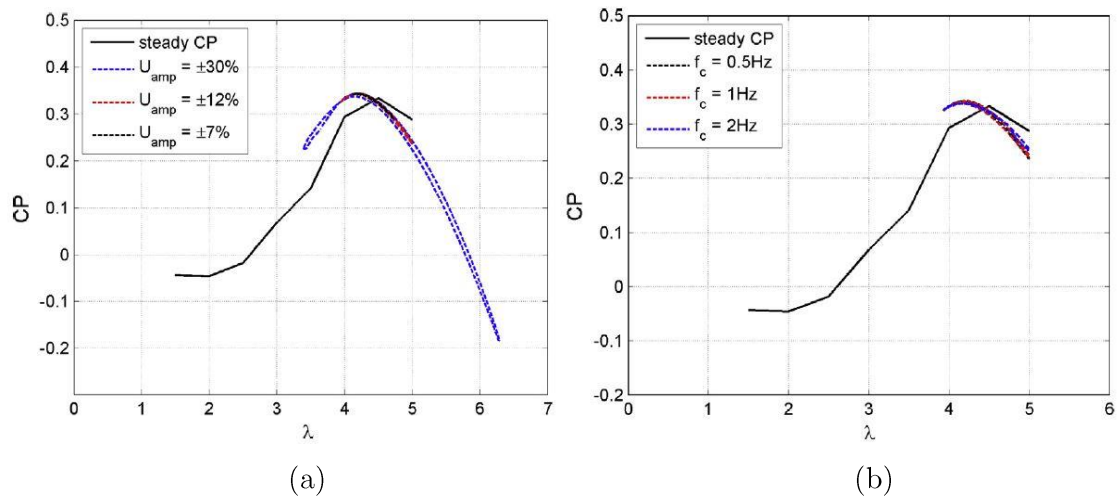 0.5
0.4
0.3
0.2
0.1
0
-0.1
-0.2
CP
steady CP
U_amp = ±30%
U_amp = ±12%
U_amp = ±7%
0 1 2 3 4 5 6 7
λ
(a)
0.5
0.4
0.3
0.2
0.1
0
-0.1
-0.2
CP
steady CP
f_c = 0.5Hz
f_c = 1Hz
f_c = 2Hz
0 1 2 3 4 5 6
λ
(b)